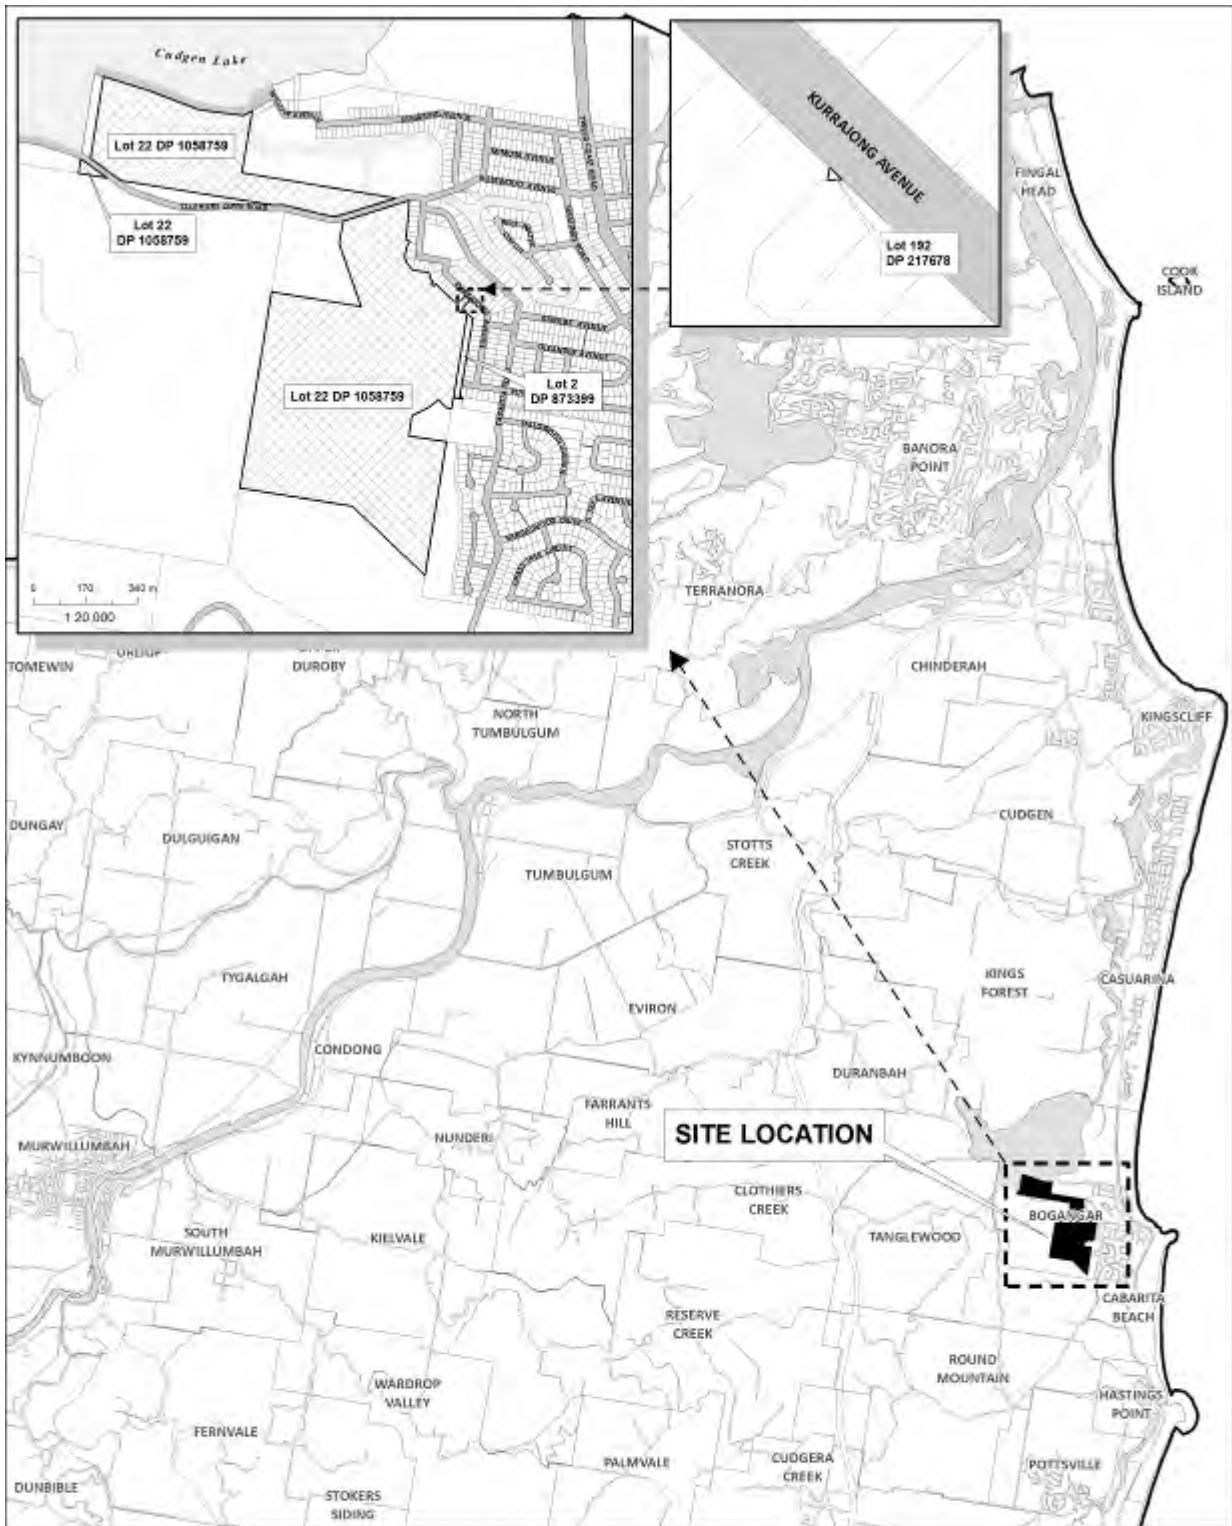 Cudgen Lake
Lot 22 DP 1058759
Lot 22
DP 1058759
Lot 22 DP 1058759
Lot 2
DP 873399
0 170 340 m
1:20,000
KURRAJONG AVENUE
Lot 192
DP 217678
FINGAL
HEAD
COOK
ISLAND
BANORA
POINT
TERRANORA
CHINDERAH
KINGSCLIFF
TOMEWIN
DUROBY
NORTH
TUMBULGUM
DUNGAY
DULGUIGAN
TUMBULGUM
STOTTS
CREEK
CUDGEN
TYGALGAH
EVIRON
KINGS
FOREST
CASUARINA
KYNNUMBOON
CONDONG
DURANBAH
FARRANTS
HILL
MURWILLUMBAH
NUNDERI
SITE LOCATION
CLOTHIERS
CREEK
BOGANGAR
SOUTH
MURWILLUMBAH
KIELVALE
TANGLEWOOD
CABARITA
BEACH
RESERVE
CREEK
ROUND
MOUNTAIN
WARDROP
VALLEY
HASTINGS
POINT
FERNVALE
PALMVALE
CUDGERA
CREEK
POTTSVILLE
DUNBIBLE
STOKERS
SIDING